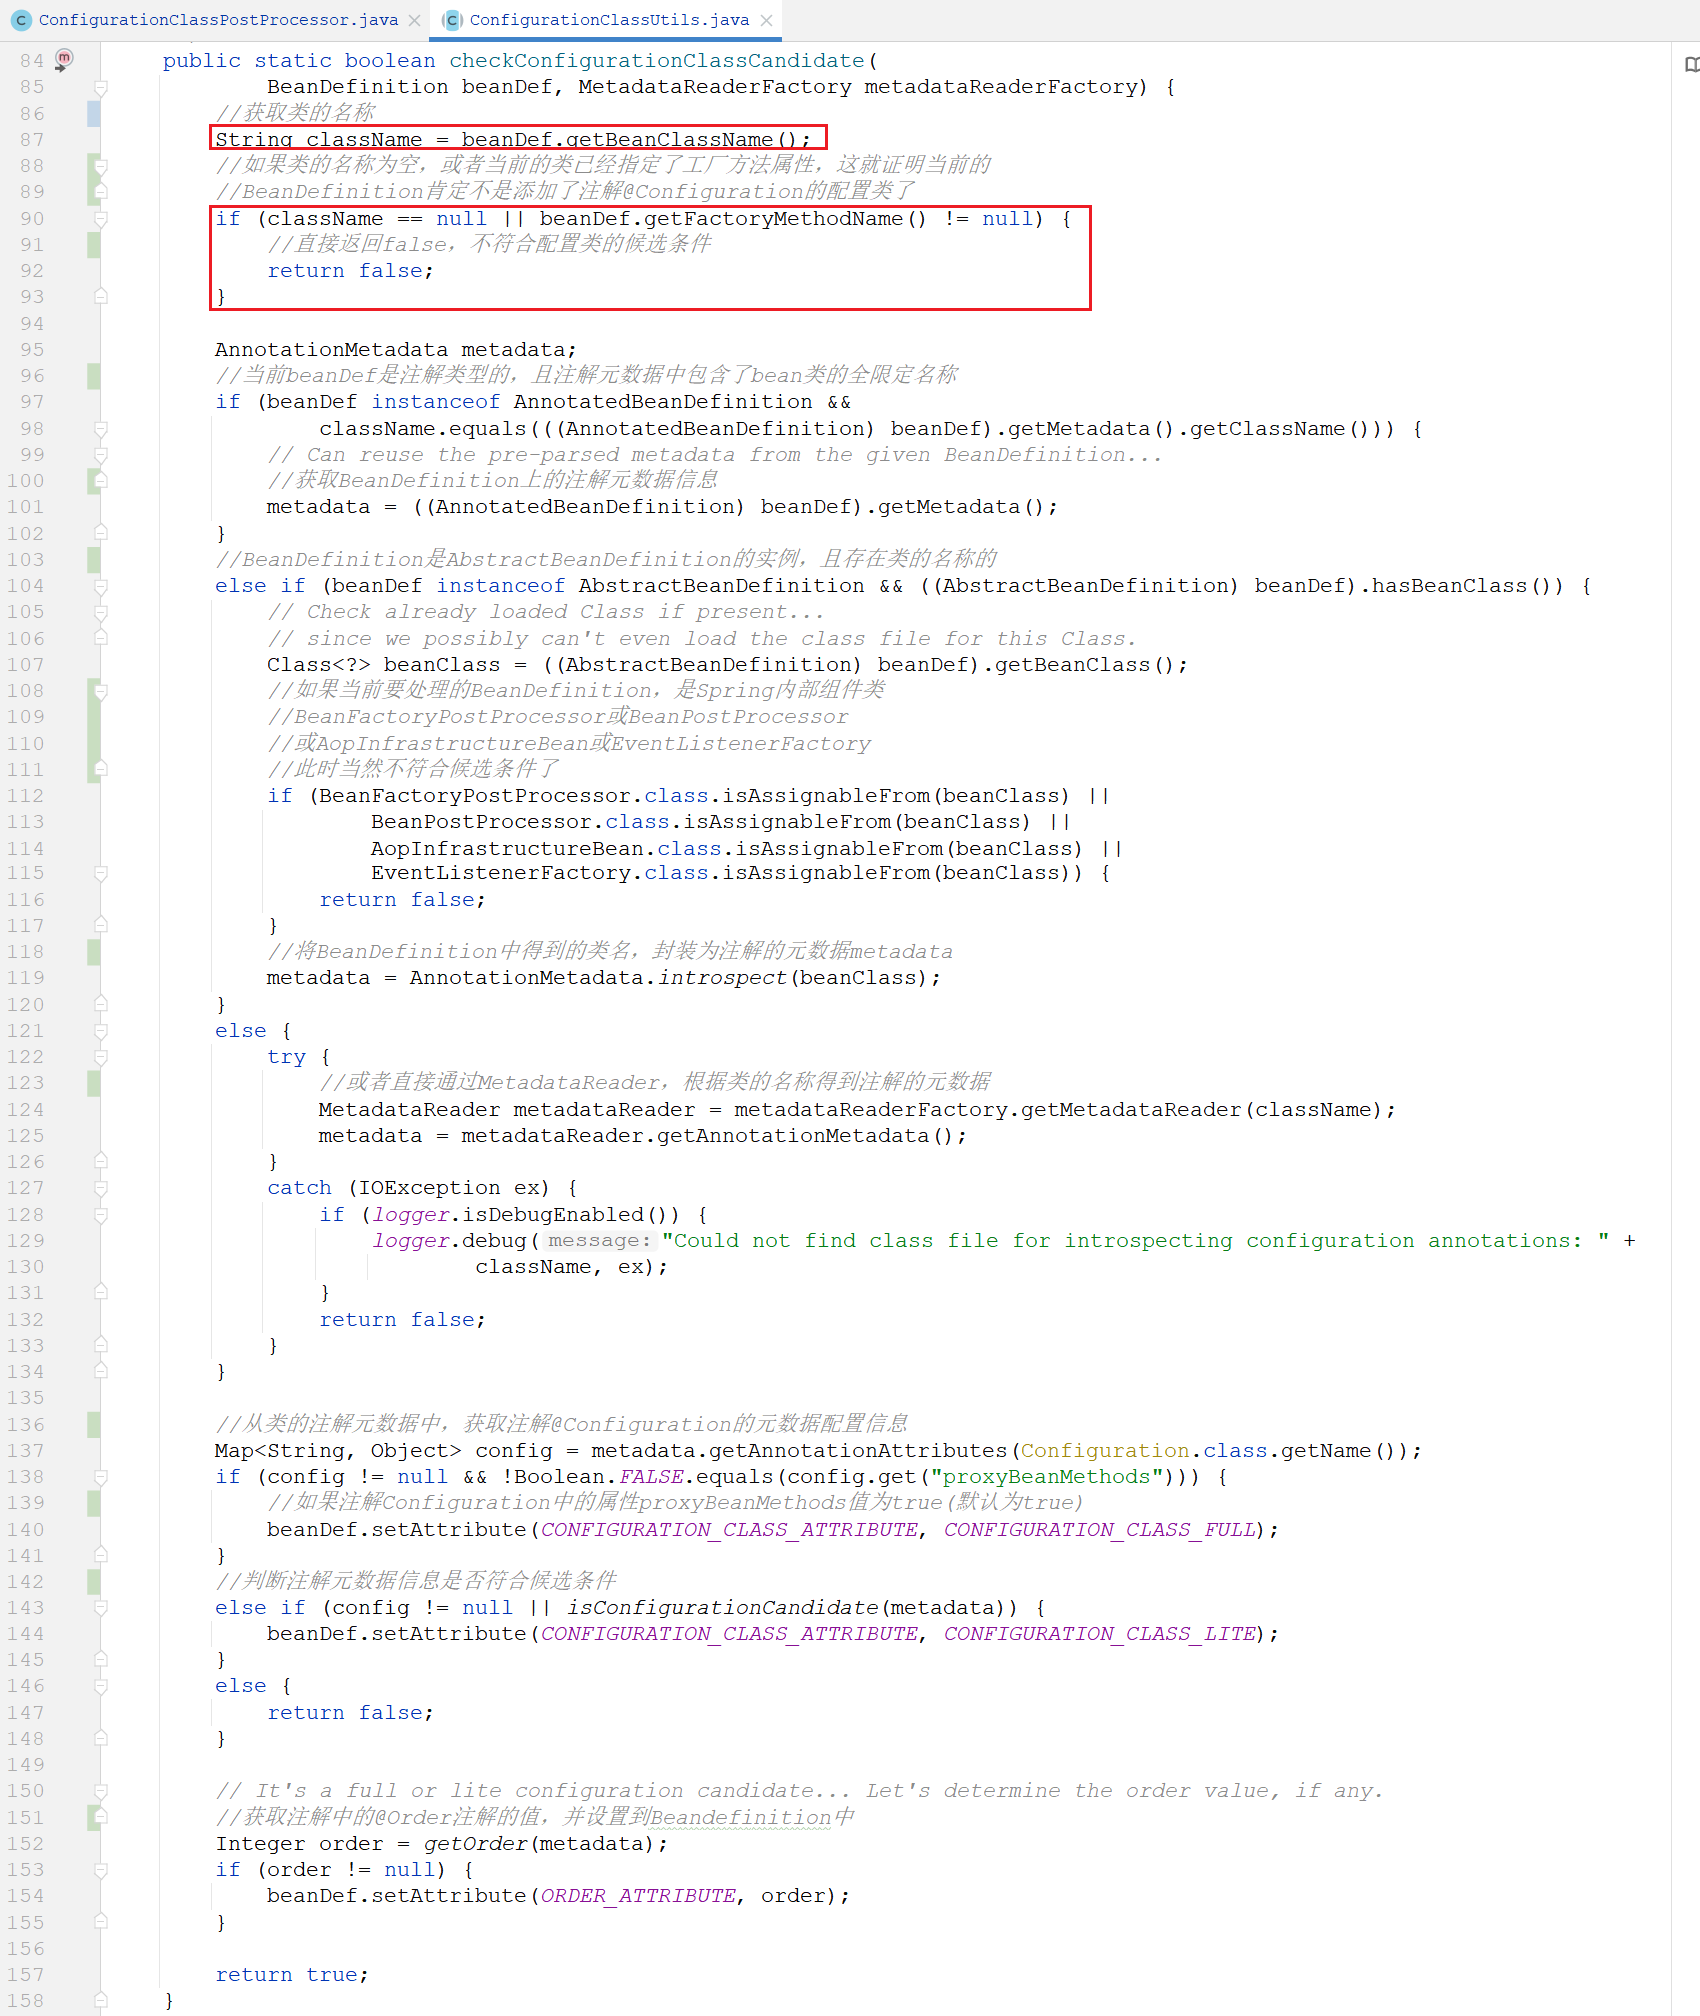 ConfigurationClassPostProcessor.java ConfigurationClassUtils.java
84 public static boolean checkConfigurationClassCandidate(
85 BeanDefinition beanDef, MetadataReaderFactory metadataReaderFactory) {
86 //获取类的名称
87 String className = beanDef.getBeanClassName();
88 //如果类的名称为空，或者当前的类已经指定了工厂方法属性，这就证明当前的
89 //BeanDefinition肯定不是添加了注解@Configuration的配置类了
90 if (className == null || beanDef.getFactoryMethodName() != null) {
91 //直接返回false，不符合配置类的候选条件
92 return false;
93 }
94
95 AnnotationMetadata metadata;
96 //当前beanDef是注解类型的，且注解元数据中包含了bean类的全限定名称
97 if (beanDef instanceof AnnotatedBeanDefinition &&
98 className.equals(((AnnotatedBeanDefinition) beanDef).getMetadata().getClassName())) {
99 // Can reuse the pre-parsed metadata from the given BeanDefinition...
100 //获取BeanDefinition上的注解元数据信息
101 metadata = ((AnnotatedBeanDefinition) beanDef).getMetadata();
102 }
103 //BeanDefinition是AbstractBeanDefinition的实例，且存在类的名称的
104 else if (beanDef instanceof AbstractBeanDefinition && ((AbstractBeanDefinition) beanDef).hasBeanClass()) {
105 // Check already loaded Class if present...
106 // since we possibly can't even load the class file for this Class.
107 Class<?> beanClass = ((AbstractBeanDefinition) beanDef).getBeanClass();
108 //如果当前要处理的BeanDefinition，是Spring内部组件类
109 //BeanFactoryPostProcessor或BeanPostProcessor
110 //或AopInfrastructureBean或EventListenerFactory
111 //此时当然不符合候选条件了
112 if (BeanFactoryPostProcessor.class.isAssignableFrom(beanClass) ||
113 BeanPostProcessor.class.isAssignableFrom(beanClass) ||
114 AopInfrastructureBean.class.isAssignableFrom(beanClass) ||
115 EventListenerFactory.class.isAssignableFrom(beanClass)) {
116 return false;
117 }
118 //将BeanDefinition中得到的类名，封装为注解的元数据metadata
119 metadata = AnnotationMetadata.introspect(beanClass);
120 }
121 else {
122 try {
123 //或者直接通过MetadataReader，根据类的名称得到注解的元数据
124 MetadataReader metadataReader = metadataReaderFactory.getMetadataReader(className);
125 metadata = metadataReader.getAnnotationMetadata();
126 }
127 catch (IOException ex) {
128 if (logger.isDebugEnabled()) {
129 logger.debug( message: "Could not find class file for introspecting configuration annotations: " +
130 className, ex);
131 }
132 return false;
133 }
134 }
135
136 //从类的注解元数据中，获取注解@Configuration的元数据配置信息
137 Map<String, Object> config = metadata.getAnnotationAttributes(Configuration.class.getName());
138 if (config != null && !Boolean.FALSE.equals(config.get("proxyBeanMethods"))) {
139 //如果注解Configuration中的属性proxyBeanMethods值为true(默认为true)
140 beanDef.setAttribute(CONFIGURATION_CLASS_ATTRIBUTE, CONFIGURATION_CLASS_FULL);
141 }
142 //判断注解元数据信息是否符合候选条件
143 else if (config != null || isConfigurationCandidate(metadata)) {
144 beanDef.setAttribute(CONFIGURATION_CLASS_ATTRIBUTE, CONFIGURATION_CLASS_LITE);
145 }
146 else {
147 return false;
148 }
149
150 // It's a full or lite configuration candidate... Let's determine the order value, if any.
151 //获取注解中的@Order注解的值，并设置到Beandefinition中
152 Integer order = getOrder(metadata);
153 if (order != null) {
154 beanDef.setAttribute(ORDER_ATTRIBUTE, order);
155 }
156
157 return true;
158 }